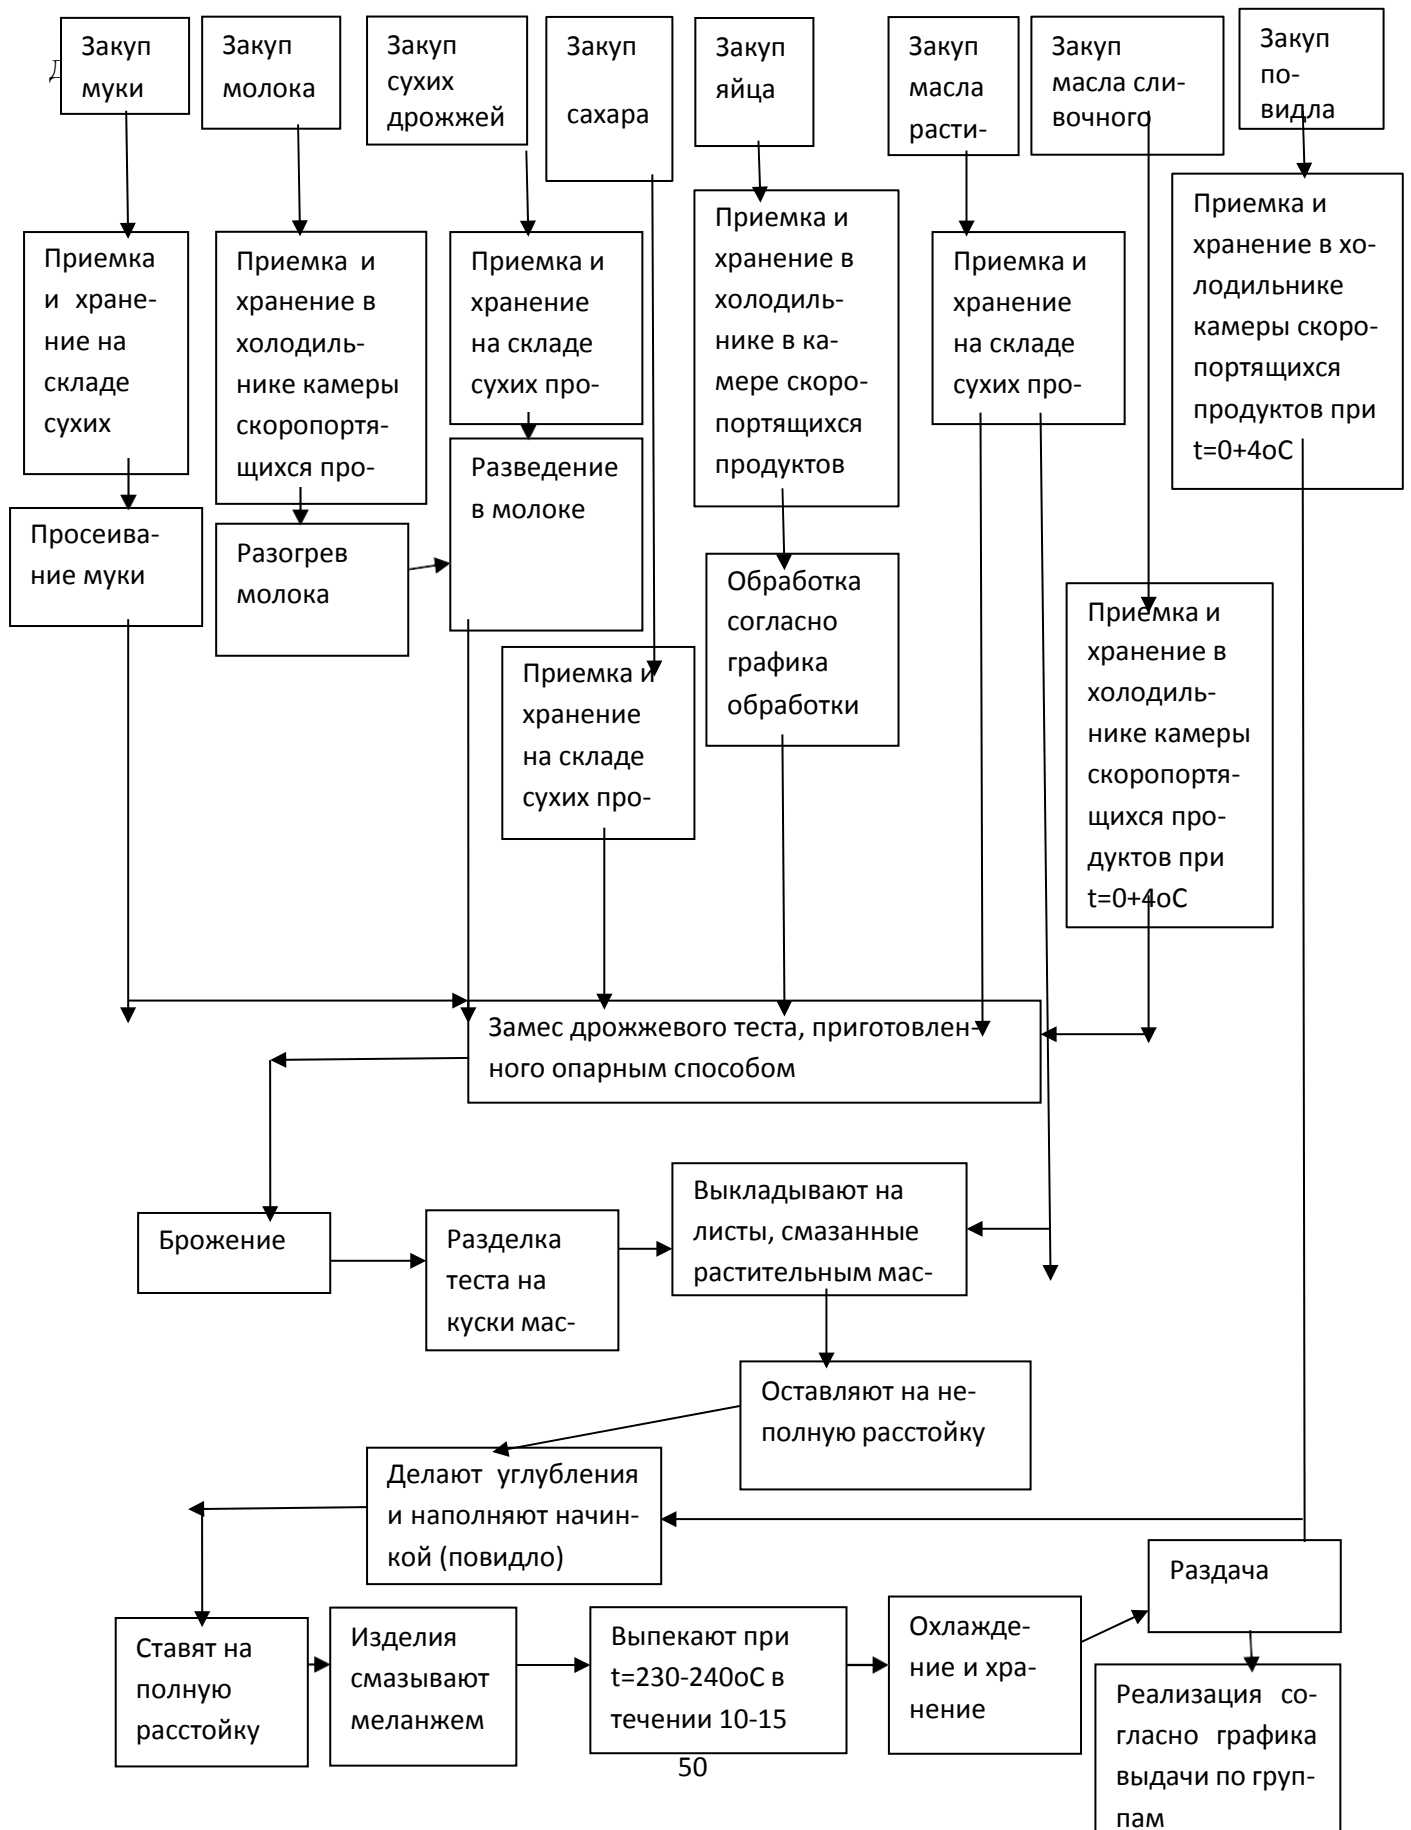 Закуп
муки
Закуп
молока
Закуп
сухих
дрожжей
Закуп
сахара
Закуп
яйца
Закуп
масла
расти-
Закуп
масла сли-
вочного
Закуп
по-
видла
Приемка
и хране-
ние на
складе
сухих
Приемка и
хранение в
холодиль-
нике камеры
скоропортя-
щихся про-
Приемка и
хранение
на складе
сухих про-
Приемка и
хранение в
холодиль-
нике в ка-
мере скоро-
портящихся
продуктов
Приемка и
хранение
на складе
сухих про-
Приемка и
хранение в хо-
лодильнике
камеры скоро-
портящихся
продуктов при
t=0+4оС
Просеива-
ние муки
Разогрев
молока
Разведение
в молоке
Обработка
согласно
графика
обработки
Приемка и
хранение в
холодиль-
нике камеры
скоропортя-
щихся про-
дуктов при
t=0+4оС
Приемка и
хранение
на складе
сухих про-
Замес дрожжевого теста, приготовлен-
ного опарным способом
Брожение
Разделка
теста на
куски мас-
Выкладывают на
листы, смазанные
растительным мас-
Оставляют на не-
полную расстойку
Делают углубления
и наполняют начин-
кой (повидло)
Раздача
Ставят на
полную
расстойку
Изделия
смазывают
меланжем
Выпекают при
t=230-240оС в
течении 10-15
Охлажде-
ние и хра-
нение
Реализация со-
гласно графика
выдачи по груп-
пам
50